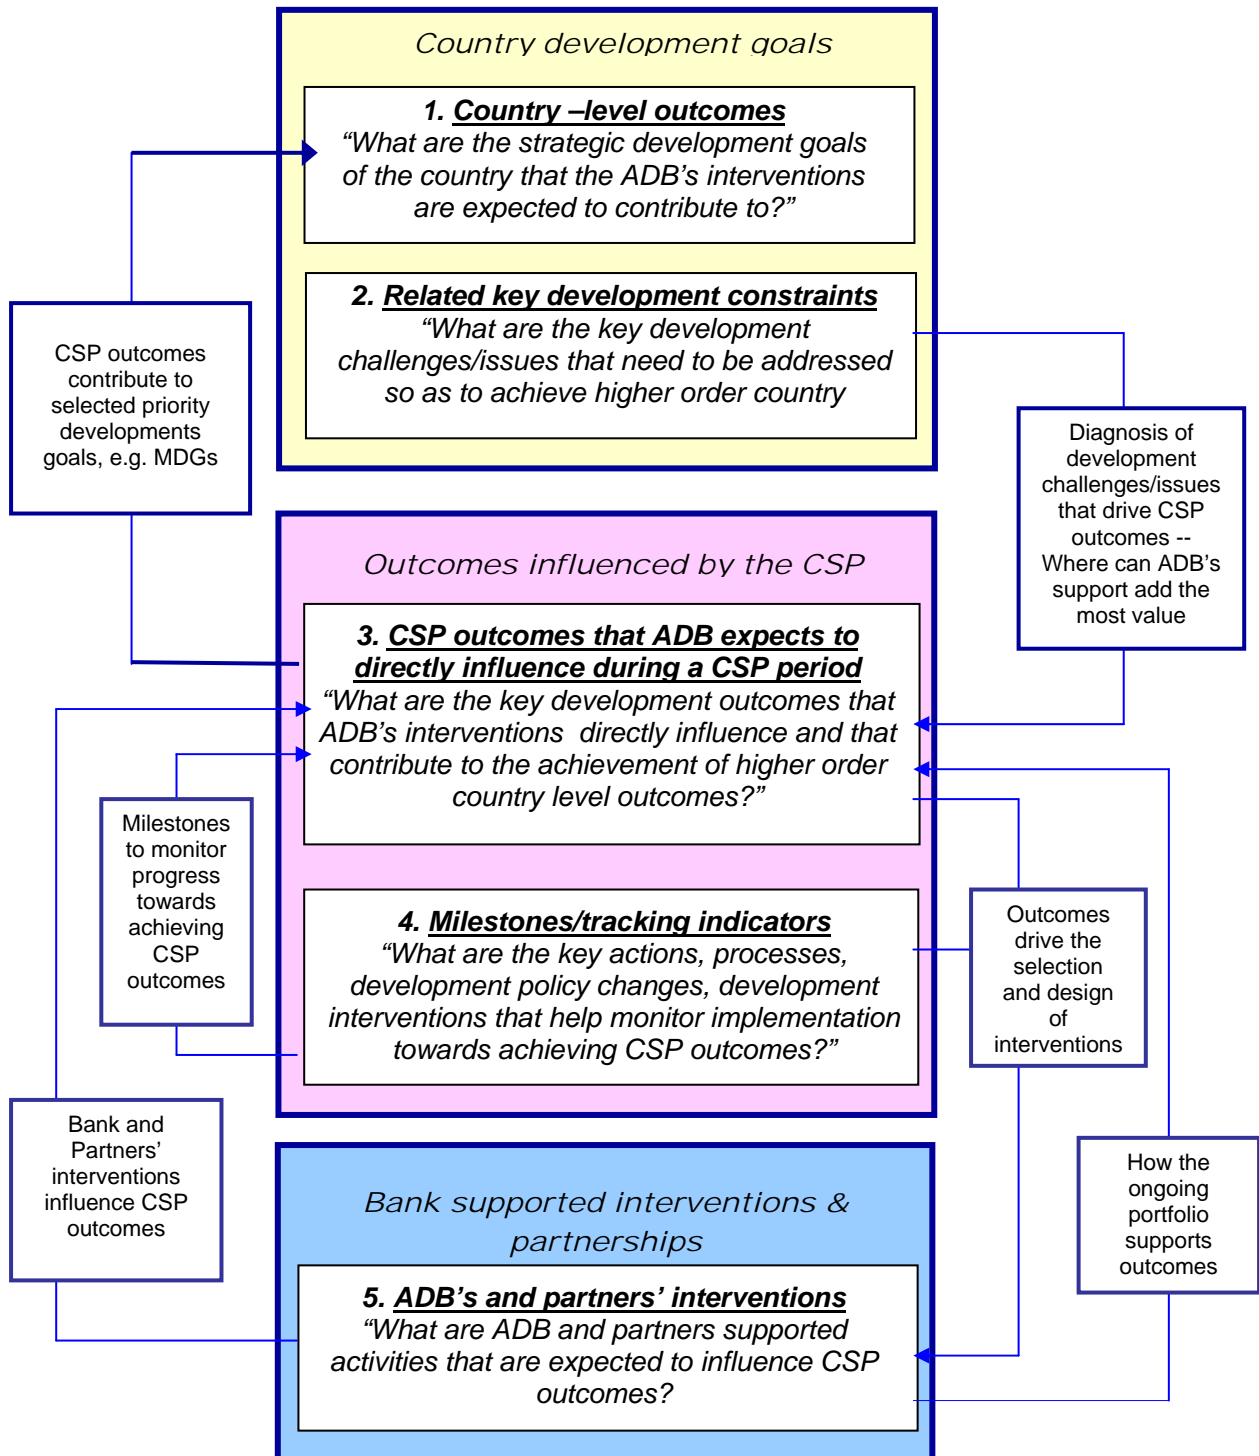 Country development goals
1. Country –level outcomes
“What are the strategic development goals
of the country that the ADB’s interventions
are expected to contribute to?”
2. Related key development constraints
“What are the key development
challenges/issues that need to be addressed
so as to achieve higher order country
CSP outcomes
contribute to
selected priority
developments
goals, e.g. MDGs
Diagnosis of
development
challenges/issues
that drive CSP
outcomes --
Where can ADB’s
support add the
most value
Outcomes influenced by the CSP
3. CSP outcomes that ADB expects to
directly influence during a CSP period
“What are the key development outcomes that
ADB’s interventions directly influence and that
contribute to the achievement of higher order
country level outcomes?”
Milestones
to monitor
progress
towards
achieving
CSP
outcomes
4. Milestones/tracking indicators
“What are the key actions, processes,
development policy changes, development
interventions that help monitor implementation
towards achieving CSP outcomes?”
Outcomes
drive the
selection
and design
of
interventions
Bank and
Partners’
interventions
influence CSP
outcomes
How the
ongoing
portfolio
supports
outcomes
Bank supported interventions &
partnerships
5. ADB’s and partners’ interventions
“What are ADB and partners supported
activities that are expected to influence CSP
outcomes?